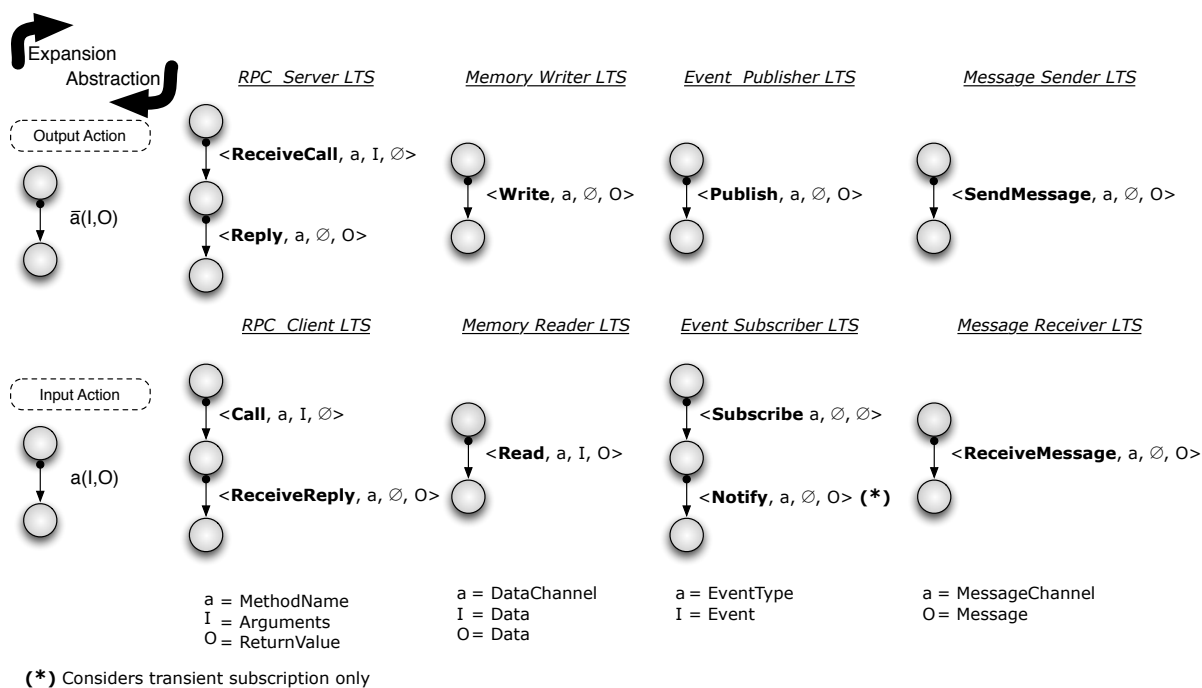 Expansion
Abstraction
RPC Server LTS
Memory Writer LTS
Event Publisher LTS
Message Sender LTS
Output Action
ā(I,O)
<ReceiveCall, a, I, ∅>
<Reply, a, ∅, O>
<Write, a, ∅, O>
<Publish, a, ∅, O>
<SendMessage, a, ∅, O>
RPC Client LTS
Memory Reader LTS
Event Subscriber LTS
Message Receiver LTS
Input Action
a(I,O)
<Call, a, I, ∅>
<ReceiveReply, a, ∅, O>
<Read, a, I, O>
<Subscribe a, ∅, ∅>
<Notify, a, ∅, O> (*)
<ReceiveMessage, a, ∅, O>
a = MethodName
I = Arguments
O = ReturnValue
a = DataChannel
I = Data
O = Data
a = EventType
I = Event
a = MessageChannel
O = Message
(*) Considers transient subscription only